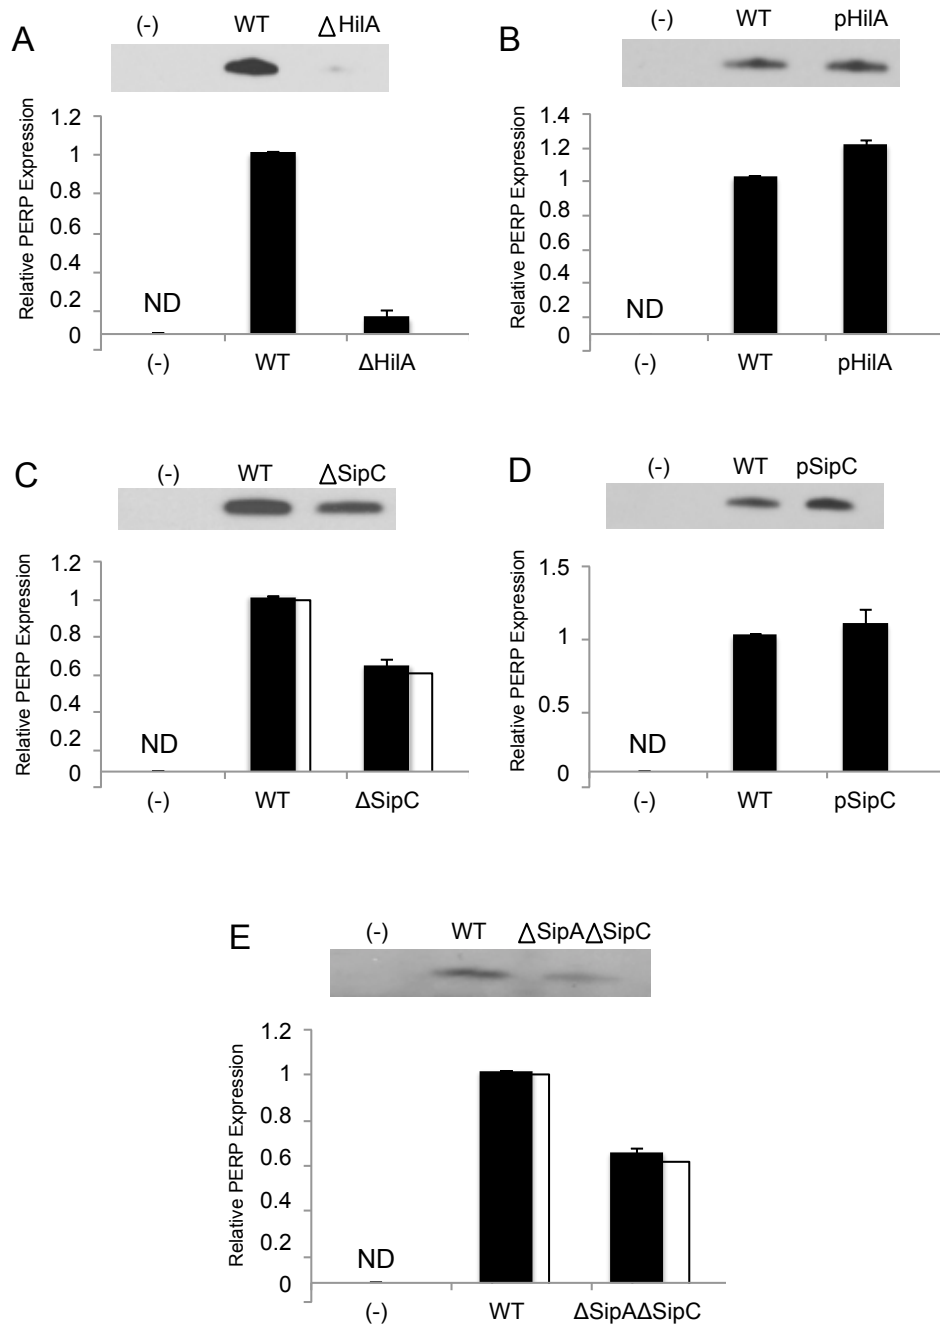 A
(-) WT △HilA
Relative PERP Expression
1.2
1
0.8
0.6
0.4
0.2
0
ND
(-) WT ΔHilA
B
(-) WT pHilA
Relative PERP Expression
1.4
1.2
1
0.8
0.6
0.4
0.2
0
ND
(-) WT pHilA
C
(-) WT △SipC
Relative PERP Expression
1.2
1
0.8
0.6
0.4
0.2
0
ND
(-) WT ΔSipC
D
(-) WT pSipC
Relative PERP Expression
1.5
1
0.5
0
ND
(-) WT pSipC
E
(-) WT △SipA△SipC
Relative PERP Expression
1.2
1
0.8
0.6
0.4
0.2
0
ND
(-) WT ΔSipAΔSipC